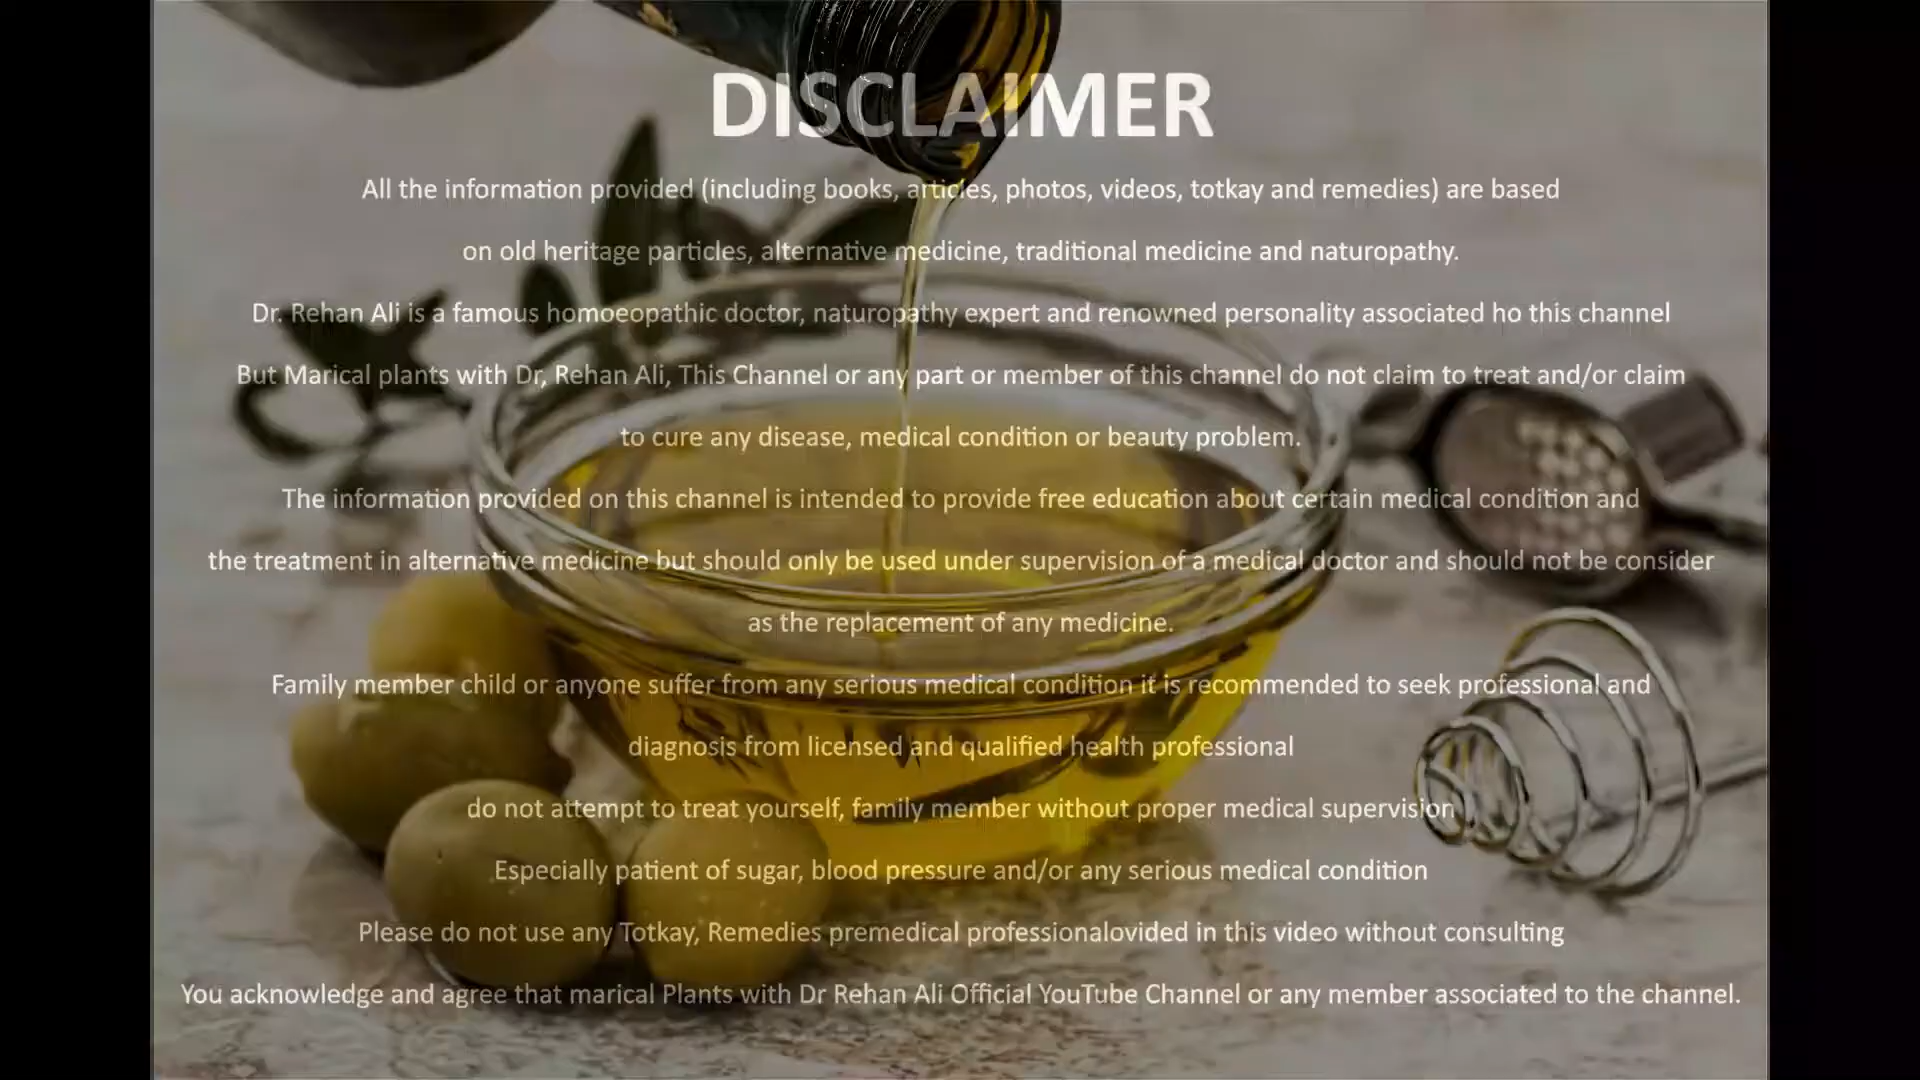 DISCLAIMER
All the information provided (including books, articles, photos, videos, totkay and remedies) are based
on old heritage particles, alternative medicine, traditional medicine and naturopathy.
Dr. Rehan Ali is a famous homoeopathic doctor, naturopathy expert and renowned personality associated ho this channel
But Marical plants with Dr, Rehan Ali, This Channel or any part or member of this channel do not claim to treat and/or claim
to cure any disease, medical condition or beauty problem.
The information provided on this channel is intended to provide free education about certain medical condition and
the treatment in alternative medicine but should only be used under supervision of a medical doctor and should not be consider
as the replacement of any medicine.
Family member child or anyone suffer from any serious medical condition it is recommended to seek professional and
diagnosis from licensed and qualified health professional
do not attempt to treat yourself, family member without proper medical supervision
Especially patient of sugar, blood pressure and/or any serious medical condition
Please do not use any Totkay, Remedies premedical professionalovided in this video without consulting
You acknowledge and agree that marical Plants with Dr Rehan Ali Official YouTube Channel or any member associated to the channel.